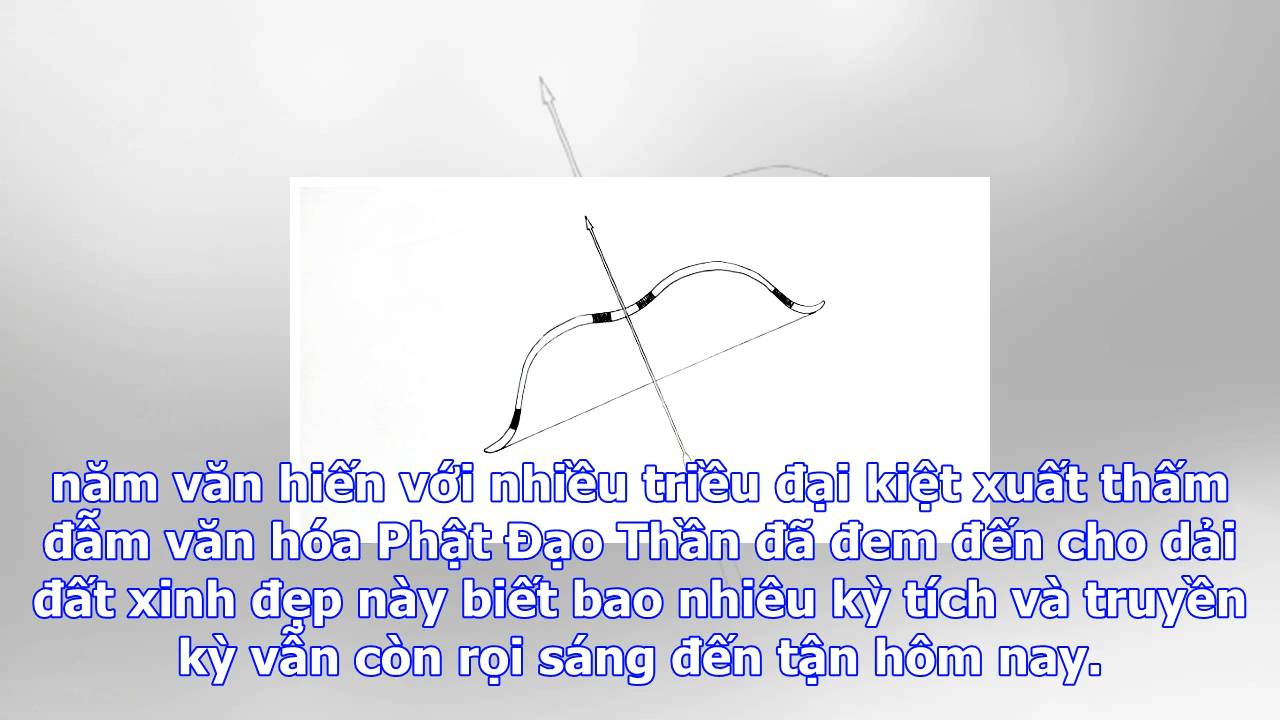 năm văn hiến với nhiều triều đại kiệt xuất thấm
đẫm văn hóa Phật Đạo Thần đã đem đến cho dải
đất xinh đẹp này biết bao nhiêu kỳ tích và truyền
kỳ vẫn còn rọi sáng đến tận hôm nay.